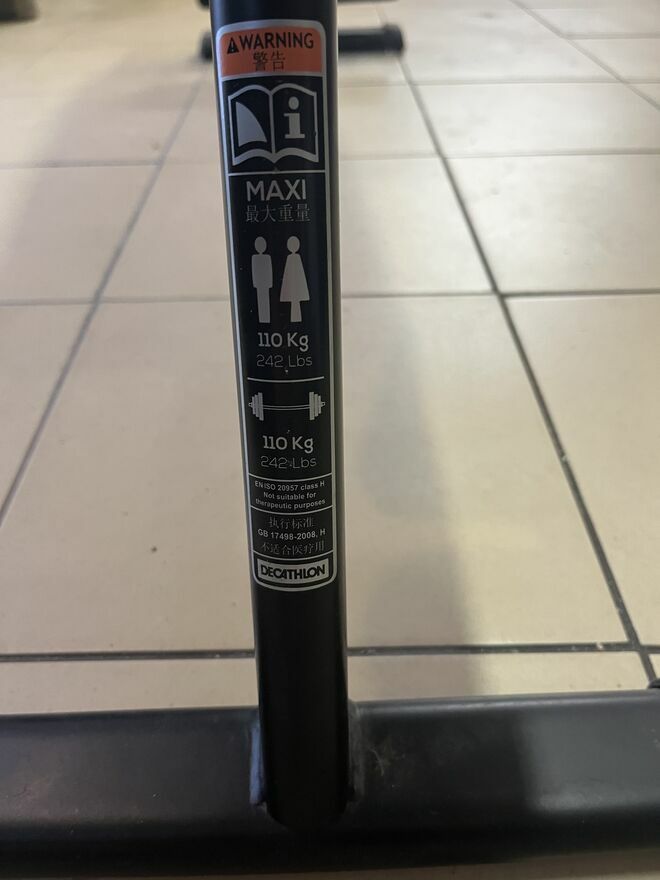 WARNING
警告
i
MAXI
最大重量
110 Kg
242 Lbs
110 Kg
242 Lbs
EN-ISO 20957 class H
Not suitable for
therapeutic purposes
执行标准
GB 17498-2008, H
不适合医疗用
DECATHLON